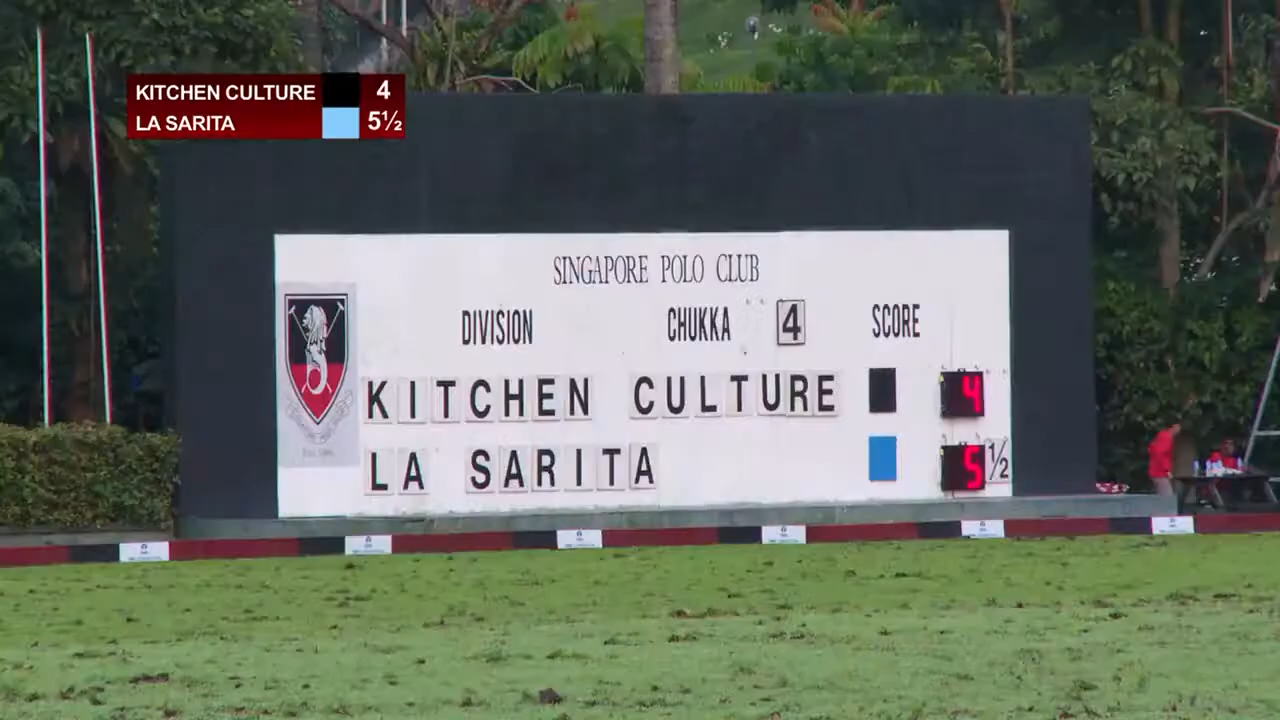 KITCHEN CULTURE 4
LA SARITA 5½
SINGAPORE POLO CLUB
DIVISION CHUKKA 4 SCORE
KITCHEN CULTURE 4
LA SARITA 5½